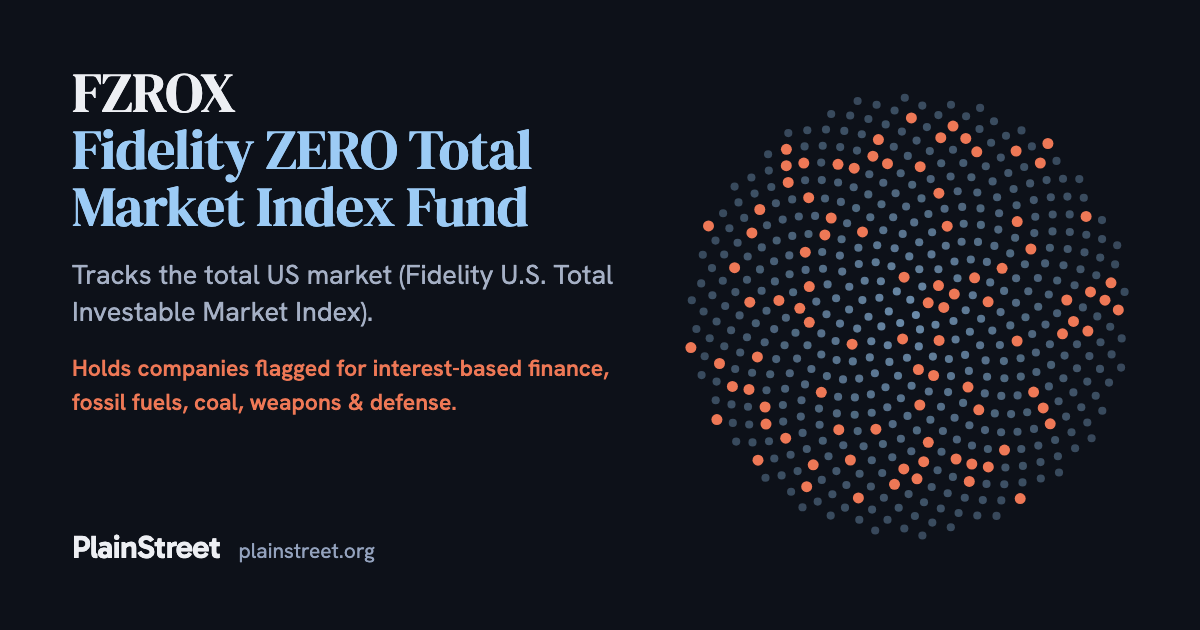 FZROX
Fidelity ZERO Total
Market Index Fund
Tracks the total US market (Fidelity U.S. Total
Investable Market Index).
Holds companies flagged for interest-based finance,
fossil fuels, coal, weapons & defense.
PlainStreet plainstreet.org